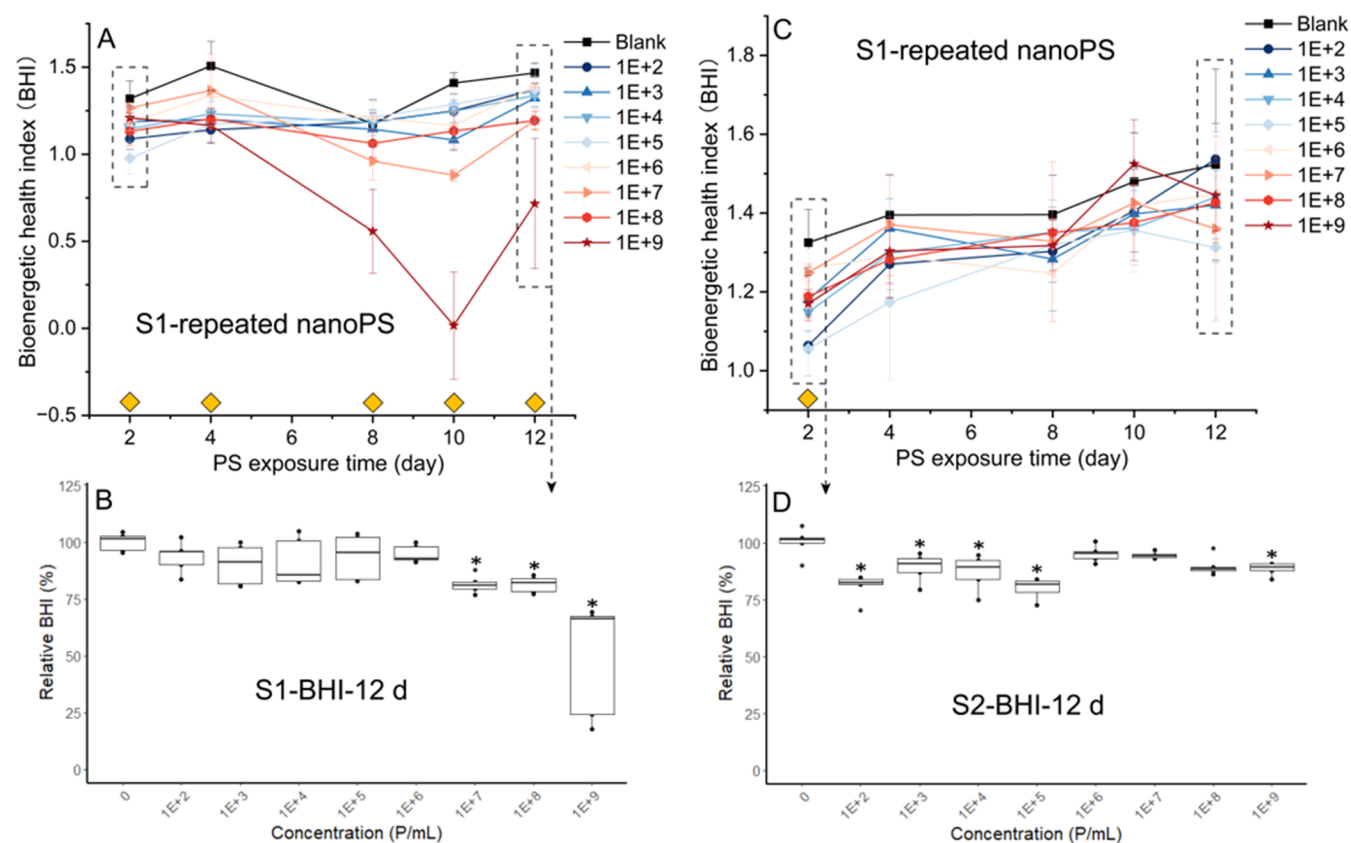 A
S1-repeated nanoPS
Bioenergetic health index (BHI)
1.5
1.0
0.5
0.0
−0.5
2
4
6
8
10
12
PS exposure time (day)
Blank
1E+2
1E+3
1E+4
1E+5
1E+6
1E+7
1E+8
1E+9
C
S1-repeated nanoPS
Bioenergetic health index (BHI)
1.8
1.6
1.4
1.2
1.0
2
4
6
8
10
12
PS exposure time (day)
Blank
1E+2
1E+3
1E+4
1E+5
1E+6
1E+7
1E+8
1E+9
B
Relative BHI (%)
125
100
75
50
25
0
*
*
*
S1-BHI-12 d
0
1E+2
1E+3
1E+4
1E+5
1E+6
1E+7
1E+8
1E+9
Concentration (P/mL)
D
Relative BHI (%)
125
100
75
50
25
0
*
*
*
*
*
S2-BHI-12 d
0
1E+2
1E+3
1E+4
1E+5
1E+6
1E+7
1E+8
1E+9
Concentration (P/mL)